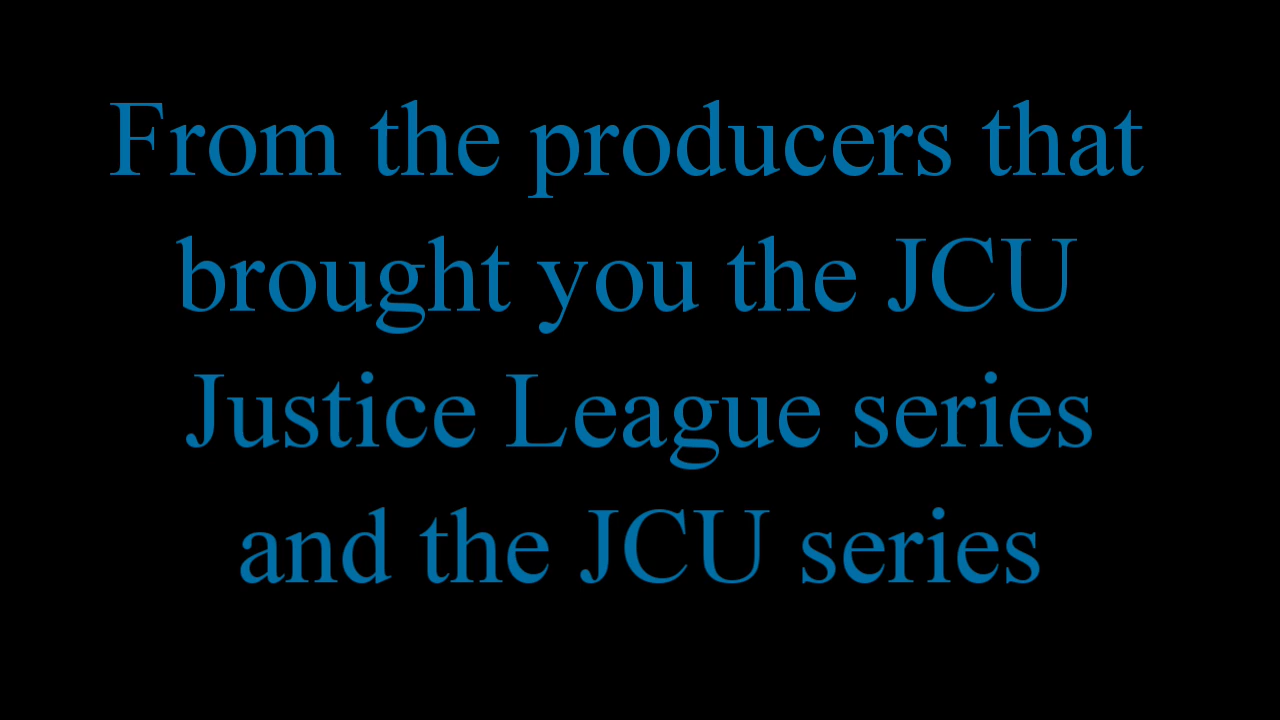 From the producers that
brought you the JCU
Justice League series
and the JCU series